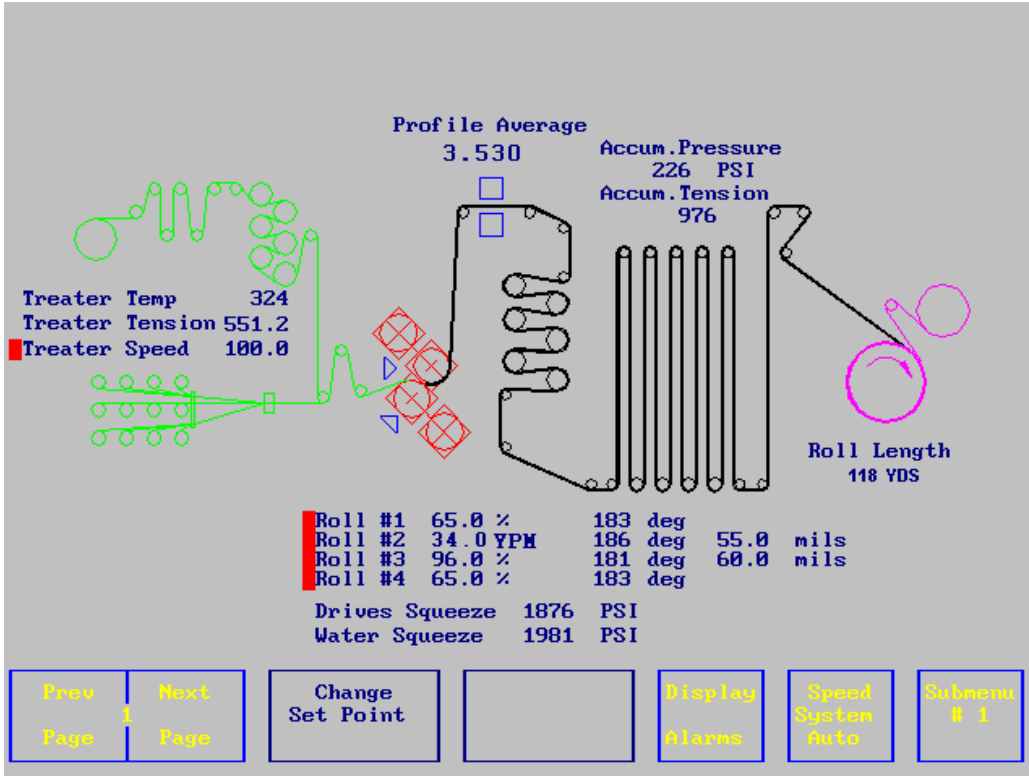 Profile Average
3.530
Accum.Pressure
226 PSI
Accum.Tension
976
Treater Temp 324
Treater Tension 551.2
Treater Speed 100.0
Roll Length
118 YDS
Roll #1 65.0 % 183 deg
Roll #2 34.0 YPM 186 deg 55.0 mils
Roll #3 96.0 % 181 deg 60.0 mils
Roll #4 65.0 % 183 deg
Drives Squeeze 1876 PSI
Water Squeeze 1981 PSI
Prev Next
1
Page Page
Change
Set Point
Display
Alarms
Speed
System
Auto
Submenu
# 1